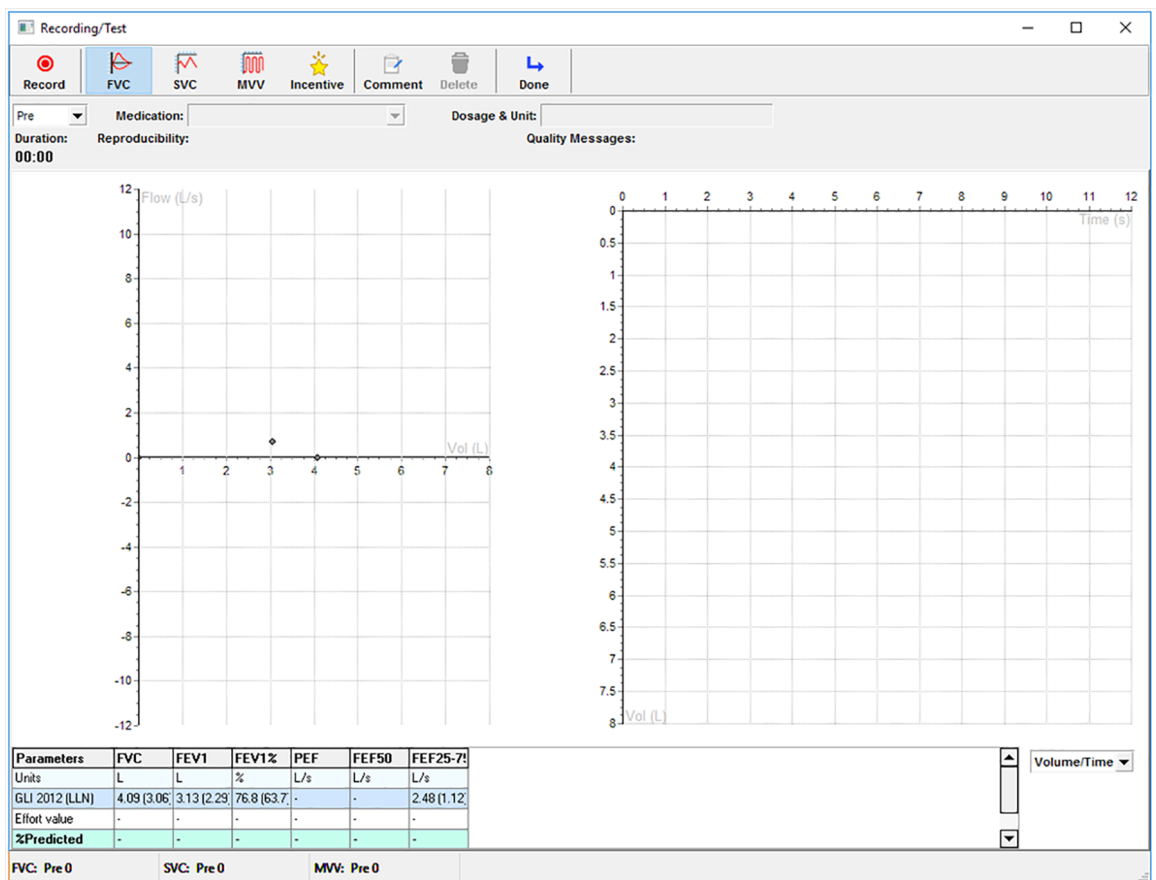 Recording/Test
Record FVC SVC MVV Incentive Comment Delete Done
Pre Medication: Dosage & Unit:
Duration: Reproducibility: Quality Messages:
00:00
Flow (L/s)
12
10
8
6
4
2
0
-2
-4
-6
-8
-10
-12
1 2 3 4 5 6 7 8
Vol (L)
0 1 2 3 4 5 6 7 8 9 10 11 12
Time (s)
0
0.5
1
1.5
2
2.5
3
3.5
4
4.5
5
5.5
6
6.5
7
7.5
8
Vol (L)
Parameters FVC FEV1 FEV1% PEF FEF50 FEF25-75
Units L L % L/s L/s L/s
GLI 2012 (LLN) 4.09 (3.06) 3.13 (2.29) 76.8 (63.7 - - 2.48 (1.12)
Effort value - - - - - -
%Predicted - - - - - -
Volume/Time
FVC: Pre 0 SVC: Pre 0 MVV: Pre 0